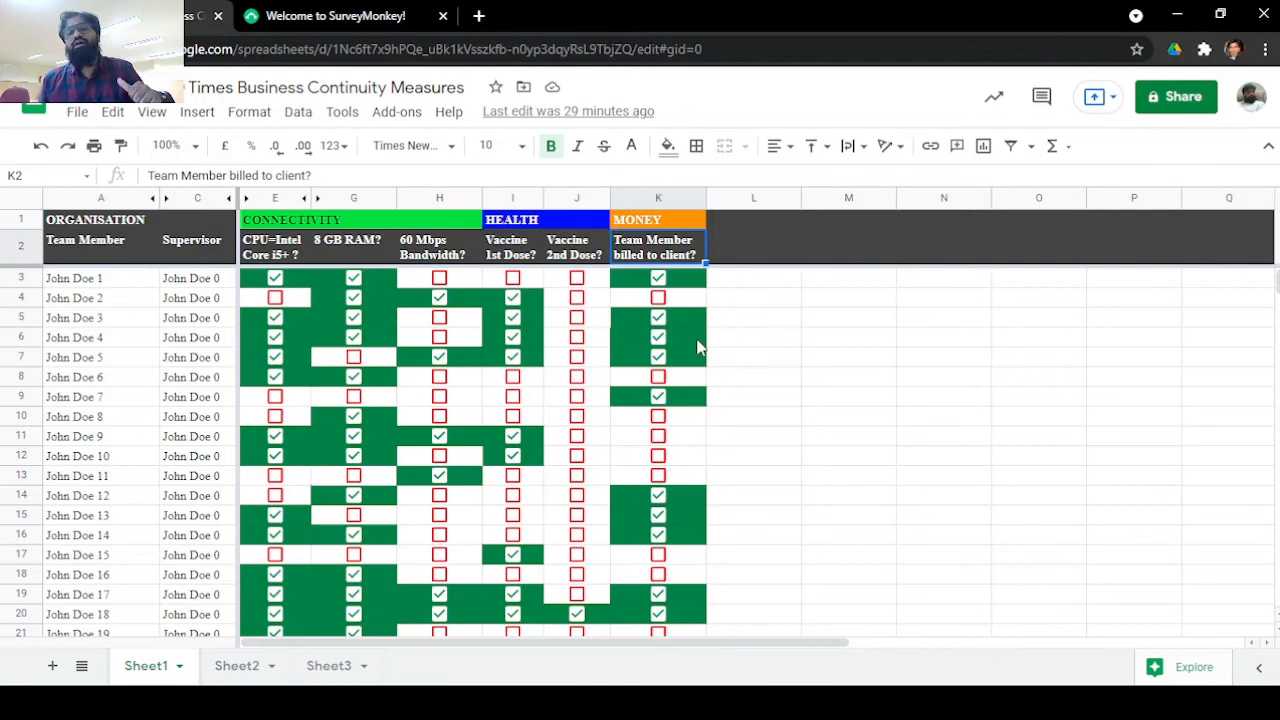 ss C
Welcome to SurveyMonkey!
ogle.com/spreadsheets/d/1Nc6ft7x9hPQe_uBk1kVsszkfb-n0yp3dqyRsL9TbjZQ/edit#gid=0
Times Business Continuity Measures
File Edit View Insert Format Data Tools Add-ons Help Last edit was 29 minutes ago
Share
100% £ % .0 .00 123 Times New... 10 B I S A
K2 fx Team Member billed to client?
A C E G H I J K L M N O P Q
1 ORGANISATION CONNECTIVITY HEALTH MONEY
2 Team Member Supervisor CPU=Intel 8 GB RAM? 60 Mbps Vaccine Vaccine Team Member
Core i5+ ? Bandwidth? 1st Dose? 2nd Dose? billed to client?
3 John Doe 1 John Doe 0
4 John Doe 2 John Doe 0
5 John Doe 3 John Doe 0
6 John Doe 4 John Doe 0
7 John Doe 5 John Doe 0
8 John Doe 6 John Doe 0
9 John Doe 7 John Doe 0
10 John Doe 8 John Doe 0
11 John Doe 9 John Doe 0
12 John Doe 10 John Doe 0
13 John Doe 11 John Doe 0
14 John Doe 12 John Doe 0
15 John Doe 13 John Doe 0
16 John Doe 14 John Doe 0
17 John Doe 15 John Doe 0
18 John Doe 16 John Doe 0
19 John Doe 17 John Doe 0
20 John Doe 18 John Doe 0
21 John Doe 19 John Doe 0
Sheet1 Sheet2 Sheet3 Explore